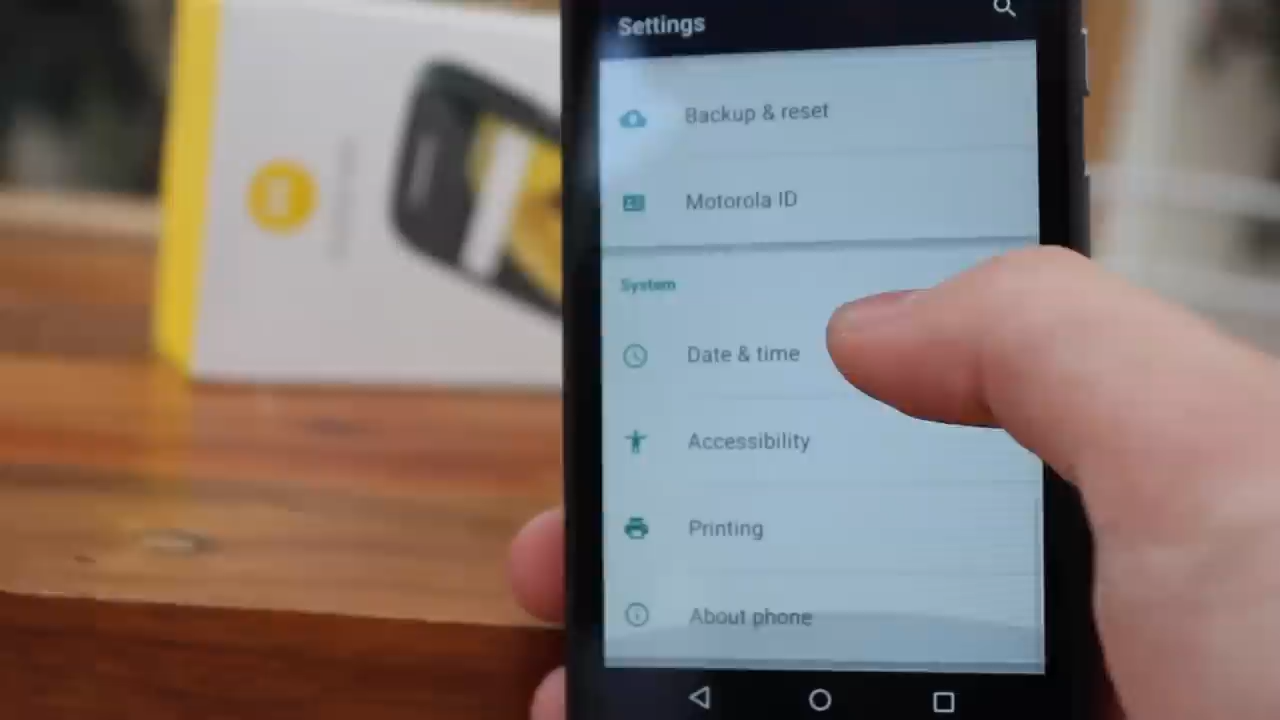 Settings
Backup & reset
Motorola ID
System
Date & time
Accessibility
Printing
About phone